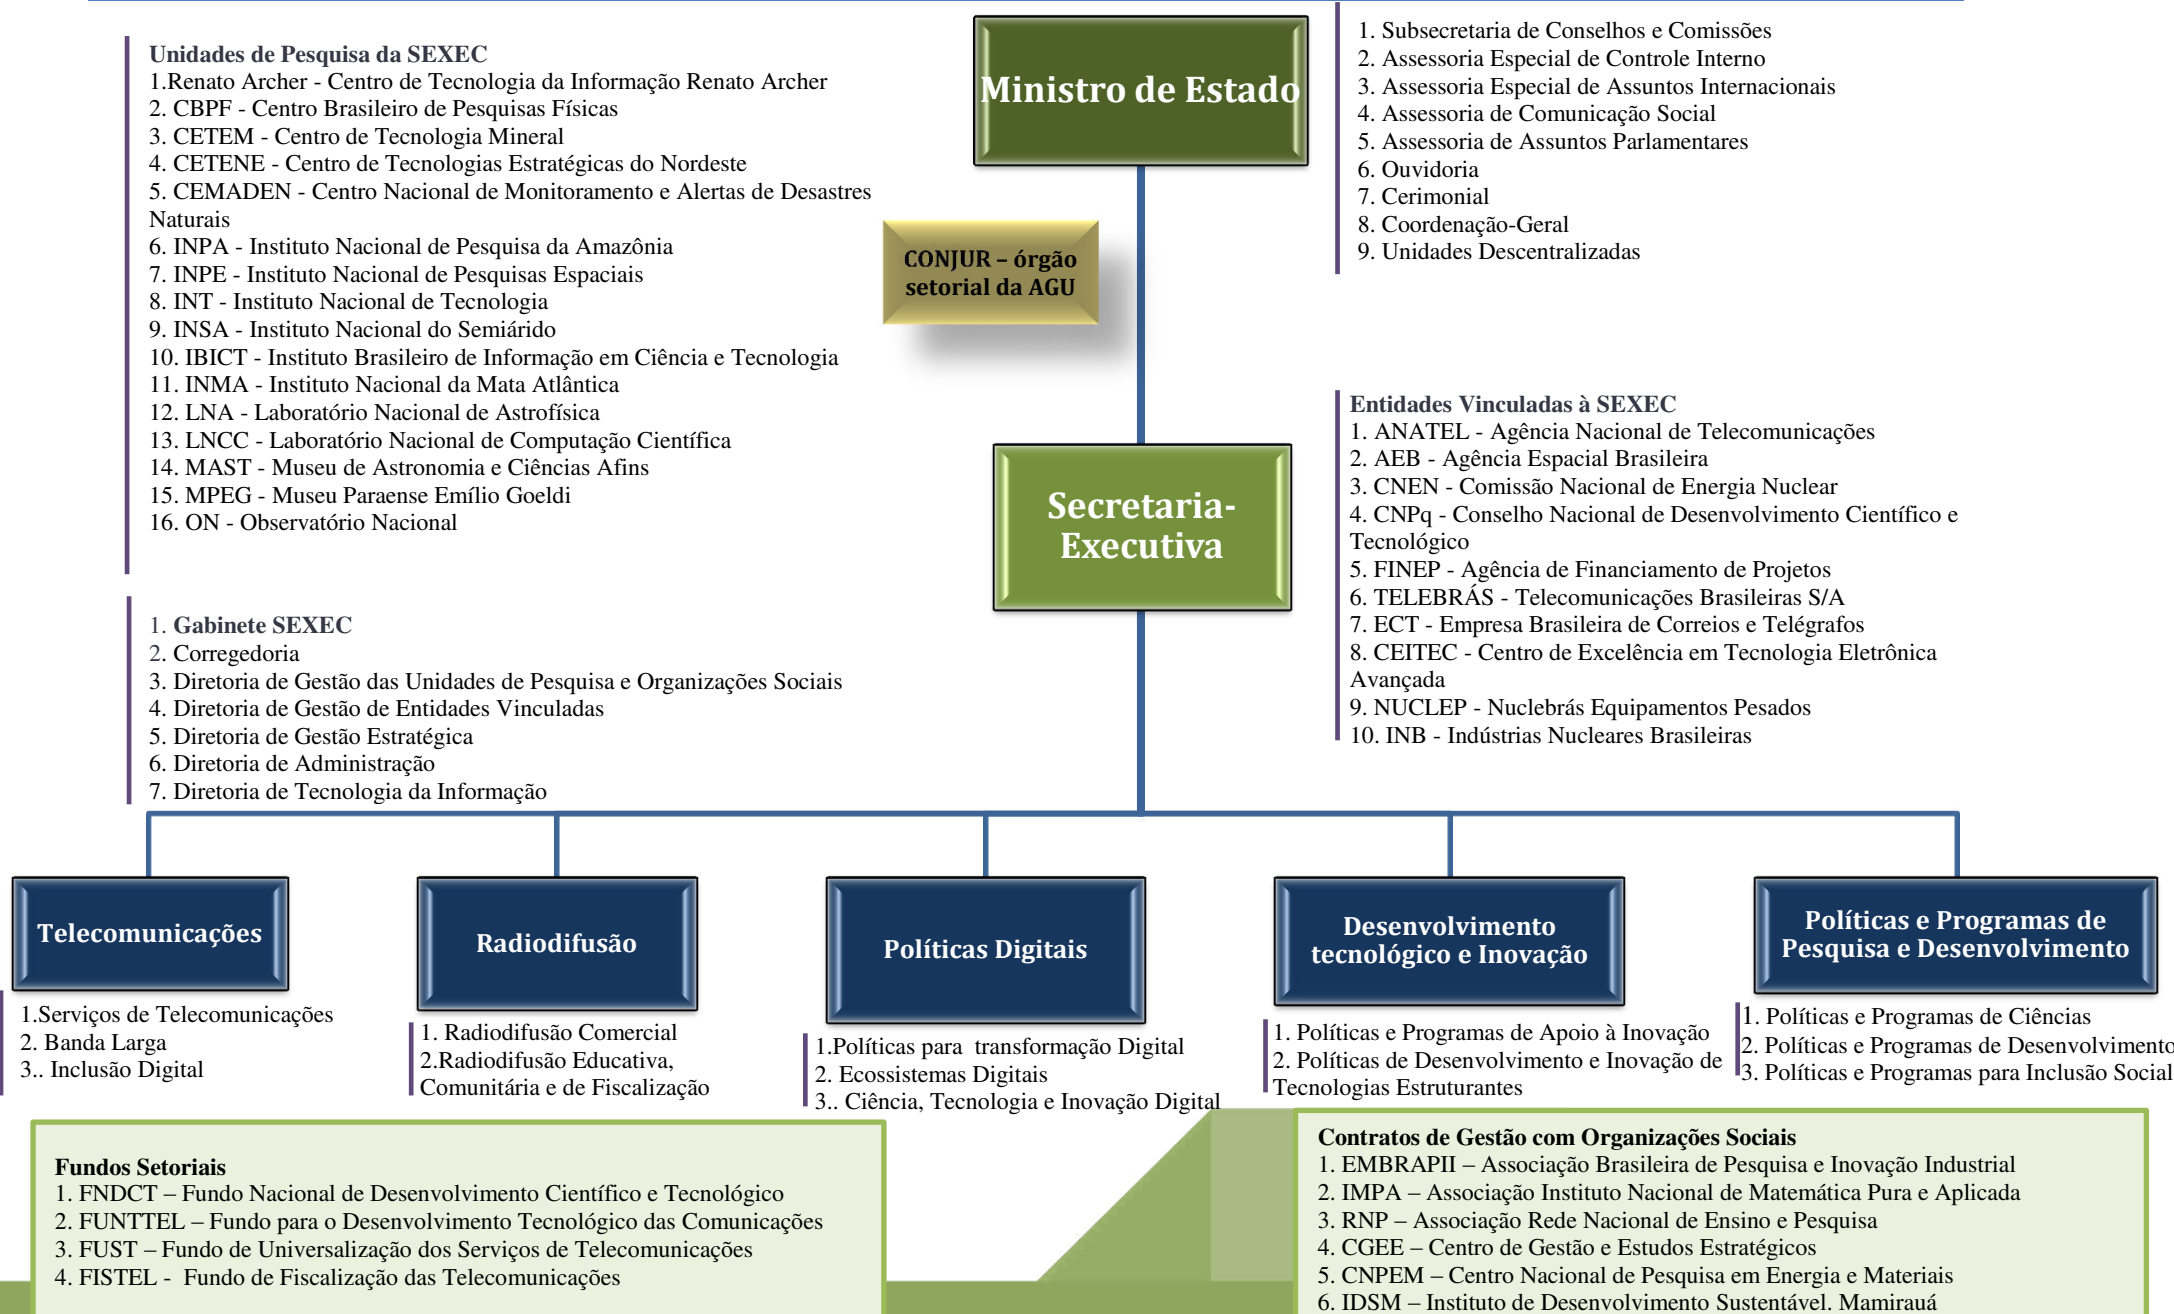 Ministro de Estado
1. Subsecretaria de Conselhos e Comissões
2. Assessoria Especial de Controle Interno
3. Assessoria Especial de Assuntos Internacionais
4. Assessoria de Comunicação Social
5. Assessoria de Assuntos Parlamentares
6. Ouvidoria
7. Cerimonial
8. Coordenação-Geral
9. Unidades Descentralizadas
Unidades de Pesquisa da SEXEC
1.Renato Archer - Centro de Tecnologia da Informação Renato Archer
2. CBPF - Centro Brasileiro de Pesquisas Físicas
3. CETEM - Centro de Tecnologia Mineral
4. CETENE - Centro de Tecnologias Estratégicas do Nordeste
5. CEMADEN - Centro Nacional de Monitoramento e Alertas de Desastres
Naturais
6. INPA - Instituto Nacional de Pesquisa da Amazônia
7. INPE - Instituto Nacional de Pesquisas Espaciais
8. INT - Instituto Nacional de Tecnologia
9. INSA - Instituto Nacional do Semiárido
10. IBICT - Instituto Brasileiro de Informação em Ciência e Tecnologia
11. INMA - Instituto Nacional da Mata Atlântica
12. LNA - Laboratório Nacional de Astrofísica
13. LNCC - Laboratório Nacional de Computação Científica
14. MAST - Museu de Astronomia e Ciências Afins
15. MPEG - Museu Paraense Emílio Goeldi
16. ON - Observatório Nacional
CONJUR – órgão
setorial da AGU
Secretaria-
Executiva
Entidades Vinculadas à SEXEC
1. ANATEL - Agência Nacional de Telecomunicações
2. AEB - Agência Espacial Brasileira
3. CNEN - Comissão Nacional de Energia Nuclear
4. CNPq - Conselho Nacional de Desenvolvimento Científico e
Tecnológico
5. FINEP - Agência de Financiamento de Projetos
6. TELEBRÁS - Telecomunicações Brasileiras S/A
7. ECT - Empresa Brasileira de Correios e Telégrafos
8. CEITEC - Centro de Excelência em Tecnologia Eletrônica
Avançada
9. NUCLEP - Nuclebrás Equipamentos Pesados
10. INB - Indústrias Nucleares Brasileiras
1. Gabinete SEXEC
2. Corregedoria
3. Diretoria de Gestão das Unidades de Pesquisa e Organizações Sociais
4. Diretoria de Gestão de Entidades Vinculadas
5. Diretoria de Gestão Estratégica
6. Diretoria de Administração
7. Diretoria de Tecnologia da Informação
Telecomunicações
1.Serviços de Telecomunicações
2. Banda Larga
3.. Inclusão Digital
Radiodifusão
1. Radiodifusão Comercial
2.Radiodifusão Educativa,
Comunitária e de Fiscalização
Políticas Digitais
1.Políticas para  transformação Digital
2. Ecossistemas Digitais
3.. Ciência, Tecnologia e Inovação Digital
Desenvolvimento
tecnológico e Inovação
1. Políticas e Programas de Apoio à Inovação
2. Políticas de Desenvolvimento e Inovação de
Tecnologias Estruturantes
Políticas e Programas de
Pesquisa e Desenvolvimento
1. Políticas e Programas de Ciências
2. Políticas e Programas de Desenvolvimento
3. Políticas e Programas para Inclusão Social
Fundos Setoriais
1. FNDCT – Fundo Nacional de Desenvolvimento Científico e Tecnológico
2. FUNTTEL – Fundo para o Desenvolvimento Tecnológico das Comunicações
3. FUST – Fundo de Universalização dos Serviços de Telecomunicações
4. FISTEL -  Fundo de Fiscalização das Telecomunicações
Contratos de Gestão com Organizações Sociais
1. EMBRAPII – Associação Brasileira de Pesquisa e Inovação Industrial
2. IMPA – Associação Instituto Nacional de Matemática Pura e Aplicada
3. RNP – Associação Rede Nacional de Ensino e Pesquisa
4. CGEE – Centro de Gestão e Estudos Estratégicos
5. CNPEM – Centro Nacional de Pesquisa em Energia e Materiais
6. IDSM – Instituto de Desenvolvimento Sustentável. Mamirauá